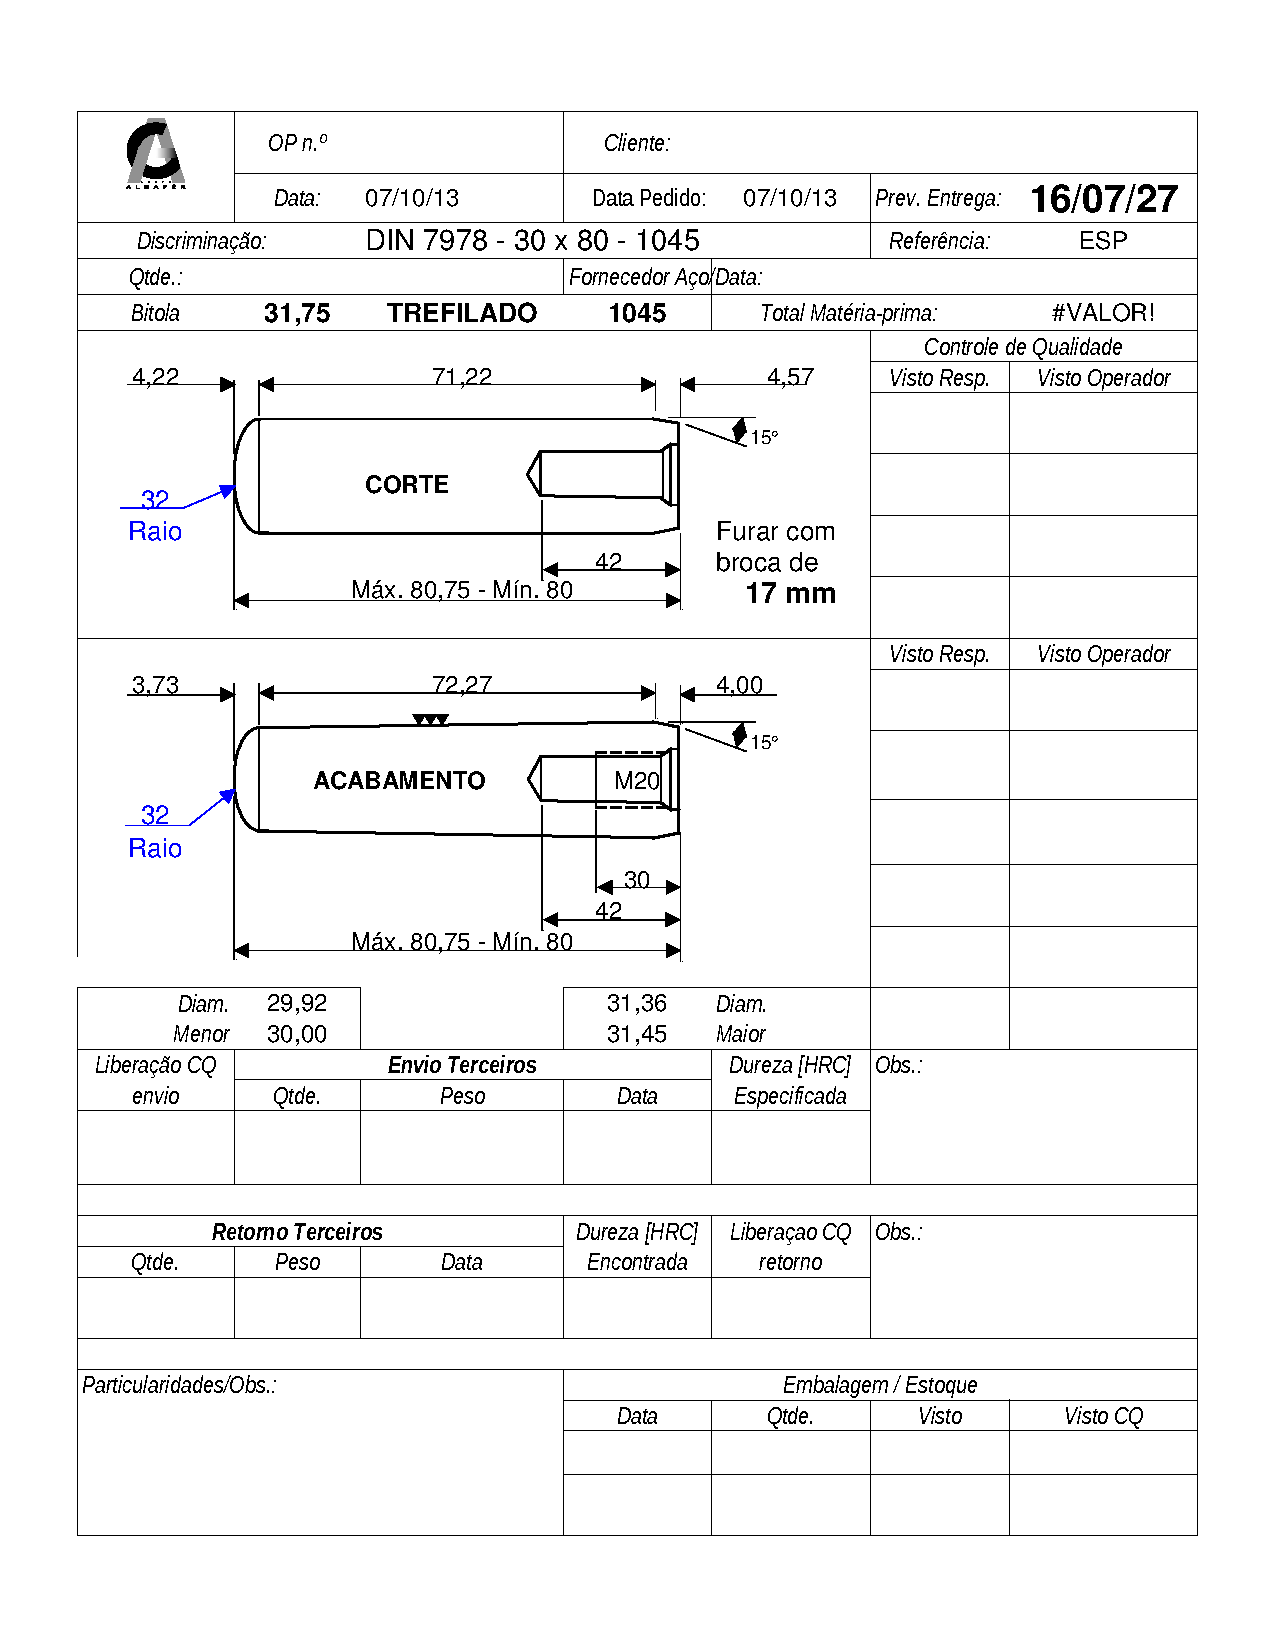 ALMAFER
OP n.º Cliente:
Data: 07/10/13 Data Pedido: 07/10/13 Prev. Entrega: 16/07/27
Discriminação: DIN 7978 - 30 x 80 - 1045 Referência: ESP
Qtde.: Fornecedor Aço/Data:
Bitola 31,75 TREFILADO 1045 Total Matéria-prima: #VALOR!
Controle de Qualidade
4,22 71,22 4,57 Visto Resp. Visto Operador
15°
CORTE
32
Raio Furar com
42 broca de
Máx. 80,75 - Mín. 80 17 mm
Visto Resp. Visto Operador
3,73 72,27 4,00
15°
ACABAMENTO M20
32
Raio
30
42
Máx. 80,75 - Mín. 80
Diam. 29,92 31,36 Diam.
Menor 30,00 31,45 Maior
Liberação CQ Envio Terceiros Dureza [HRC] Obs.:
envio Qtde. Peso Data Especificada
Retorno Terceiros Dureza [HRC] Liberaçao CQ Obs.:
Qtde. Peso Data Encontrada retorno
Particularidades/Obs.: Embalagem / Estoque
Data Qtde. Visto Visto CQ